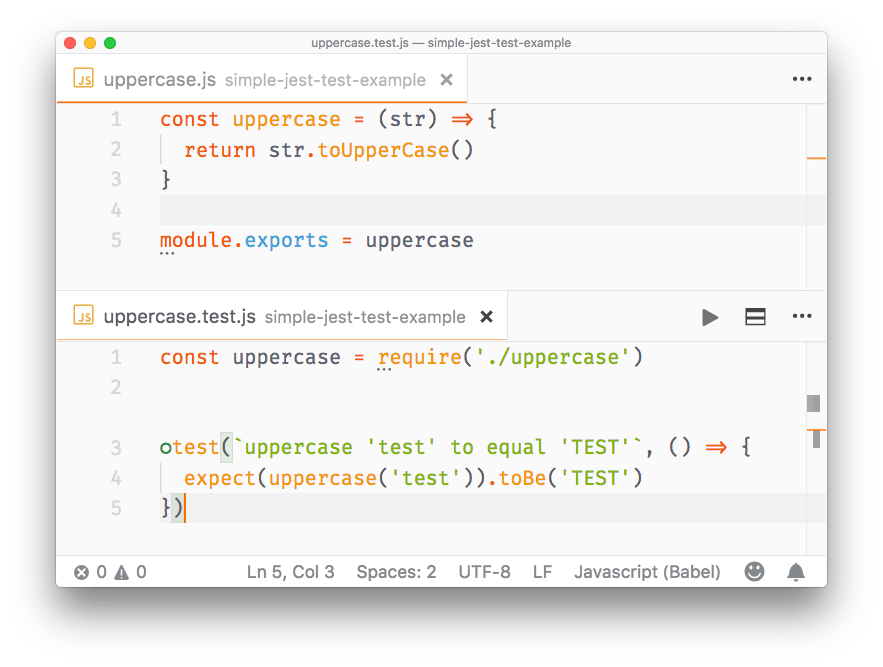 uppercase.test.js — simple-jest-test-example
JS uppercase.js simple-jest-test-example
1 const uppercase = (str) => {
2 return str.toUpperCase()
3 }
4
5 module.exports = uppercase
JS uppercase.test.js simple-jest-test-example
1 const uppercase = require('./uppercase')
2
3 test(`uppercase 'test' to equal 'TEST'`, () => {
4 expect(uppercase('test')).toBe('TEST')
5 })
0 0 Ln 5, Col 3 Spaces: 2 UTF-8 LF Javascript (Babel)